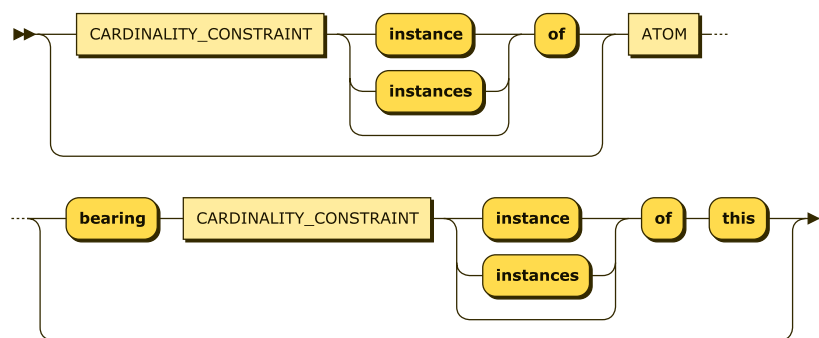 CARDINALITY_CONSTRAINT instance of ATOM
instances
bearing CARDINALITY_CONSTRAINT instance of this
instances